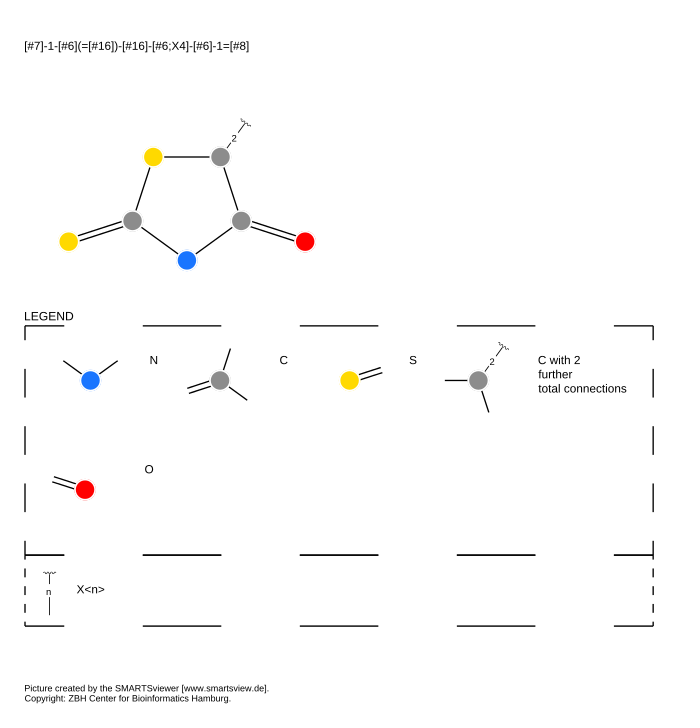 [#7]-1-[#6](=[#16])-[#16]-[#6;X4]-[#6]-1=[#8]
2
LEGEND
N
C
S
2
C with 2
further
total connections
O
n
X<n>
Picture created by the SMARTSviewer [www.smartsview.de].
Copyright: ZBH Center for Bioinformatics Hamburg.